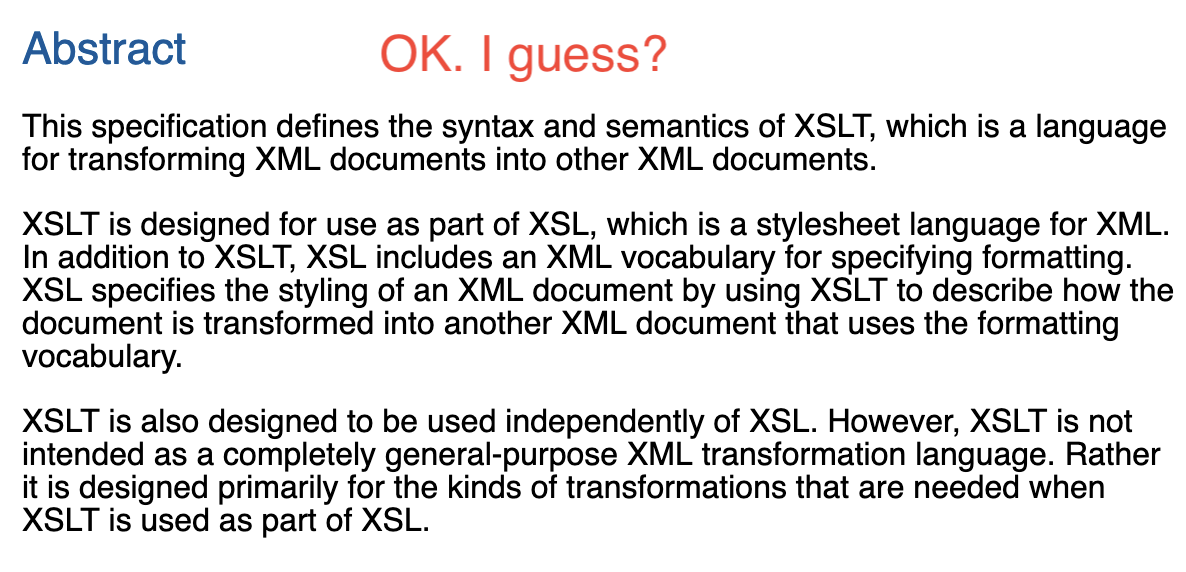 Abstract
OK. I guess?
This specification defines the syntax and semantics of XSLT, which is a language
for transforming XML documents into other XML documents.
XSLT is designed for use as part of XSL, which is a stylesheet language for XML.
In addition to XSLT, XSL includes an XML vocabulary for specifying formatting.
XSL specifies the styling of an XML document by using XSLT to describe how the
document is transformed into another XML document that uses the formatting
vocabulary.
XSLT is also designed to be used independently of XSL. However, XSLT is not
intended as a completely general-purpose XML transformation language. Rather
it is designed primarily for the kinds of transformations that are needed when
XSLT is used as part of XSL.